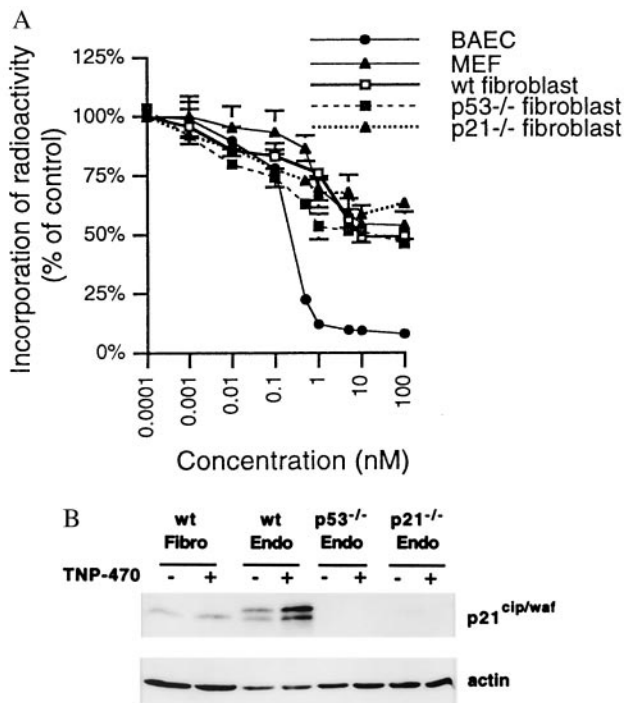 A
Incorporation of radioactivity
(% of control)
125%
100%
75%
50%
25%
0%
0.0001
0.001
0.01
0.1
1
10
100
Concentration (nM)
BAEC
MEF
wt fibroblast
p53-/- fibroblast
p21-/- fibroblast
B
wt wt p53-/- p21-/-
Fibro Endo Endo Endo
TNP-470 - + - + - + - +
p21cip/waf
actin